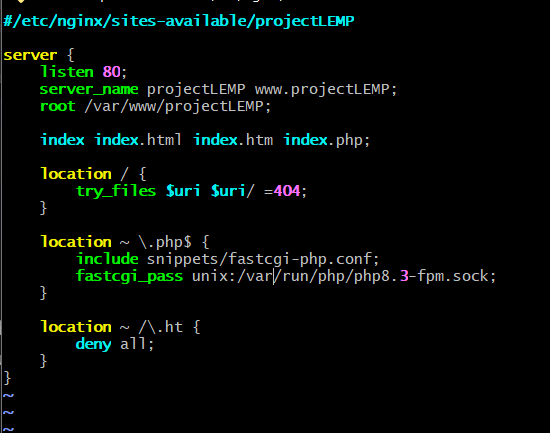 #/etc/nginx/sites-available/projectLEMP
server {
    listen 80;
    server_name projectLEMP www.projectLEMP;
    root /var/www/projectLEMP;
    index index.html index.htm index.php;
    location / {
        try_files $uri $uri/ =404;
    }
    location ~ \.php$ {
        include snippets/fastcgi-php.conf;
        fastcgi_pass unix:/var/run/php/php8.3-fpm.sock;
    }
    location ~ /\.ht {
        deny all;
    }
}
~
~
~